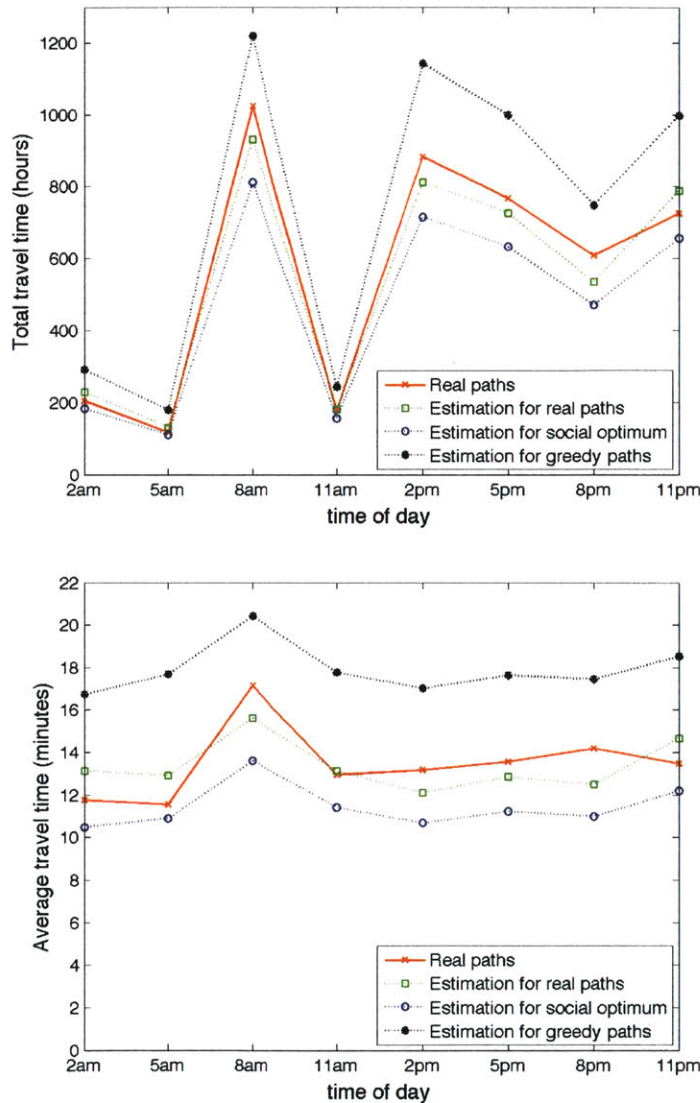 Total travel time (hours)
1200
1000
800
600
400
200
0
Real paths
Estimation for real paths
Estimation for social optimum
Estimation for greedy paths
2am 5am 8am 11am 2pm 5pm 8pm 11pm
time of day
Average travel time (minutes)
22
20
18
16
14
12
10
8
6
4
2
0
Real paths
Estimation for real paths
Estimation for social optimum
Estimation for greedy paths
2am 5am 8am 11am 2pm 5pm 8pm 11pm
time of day